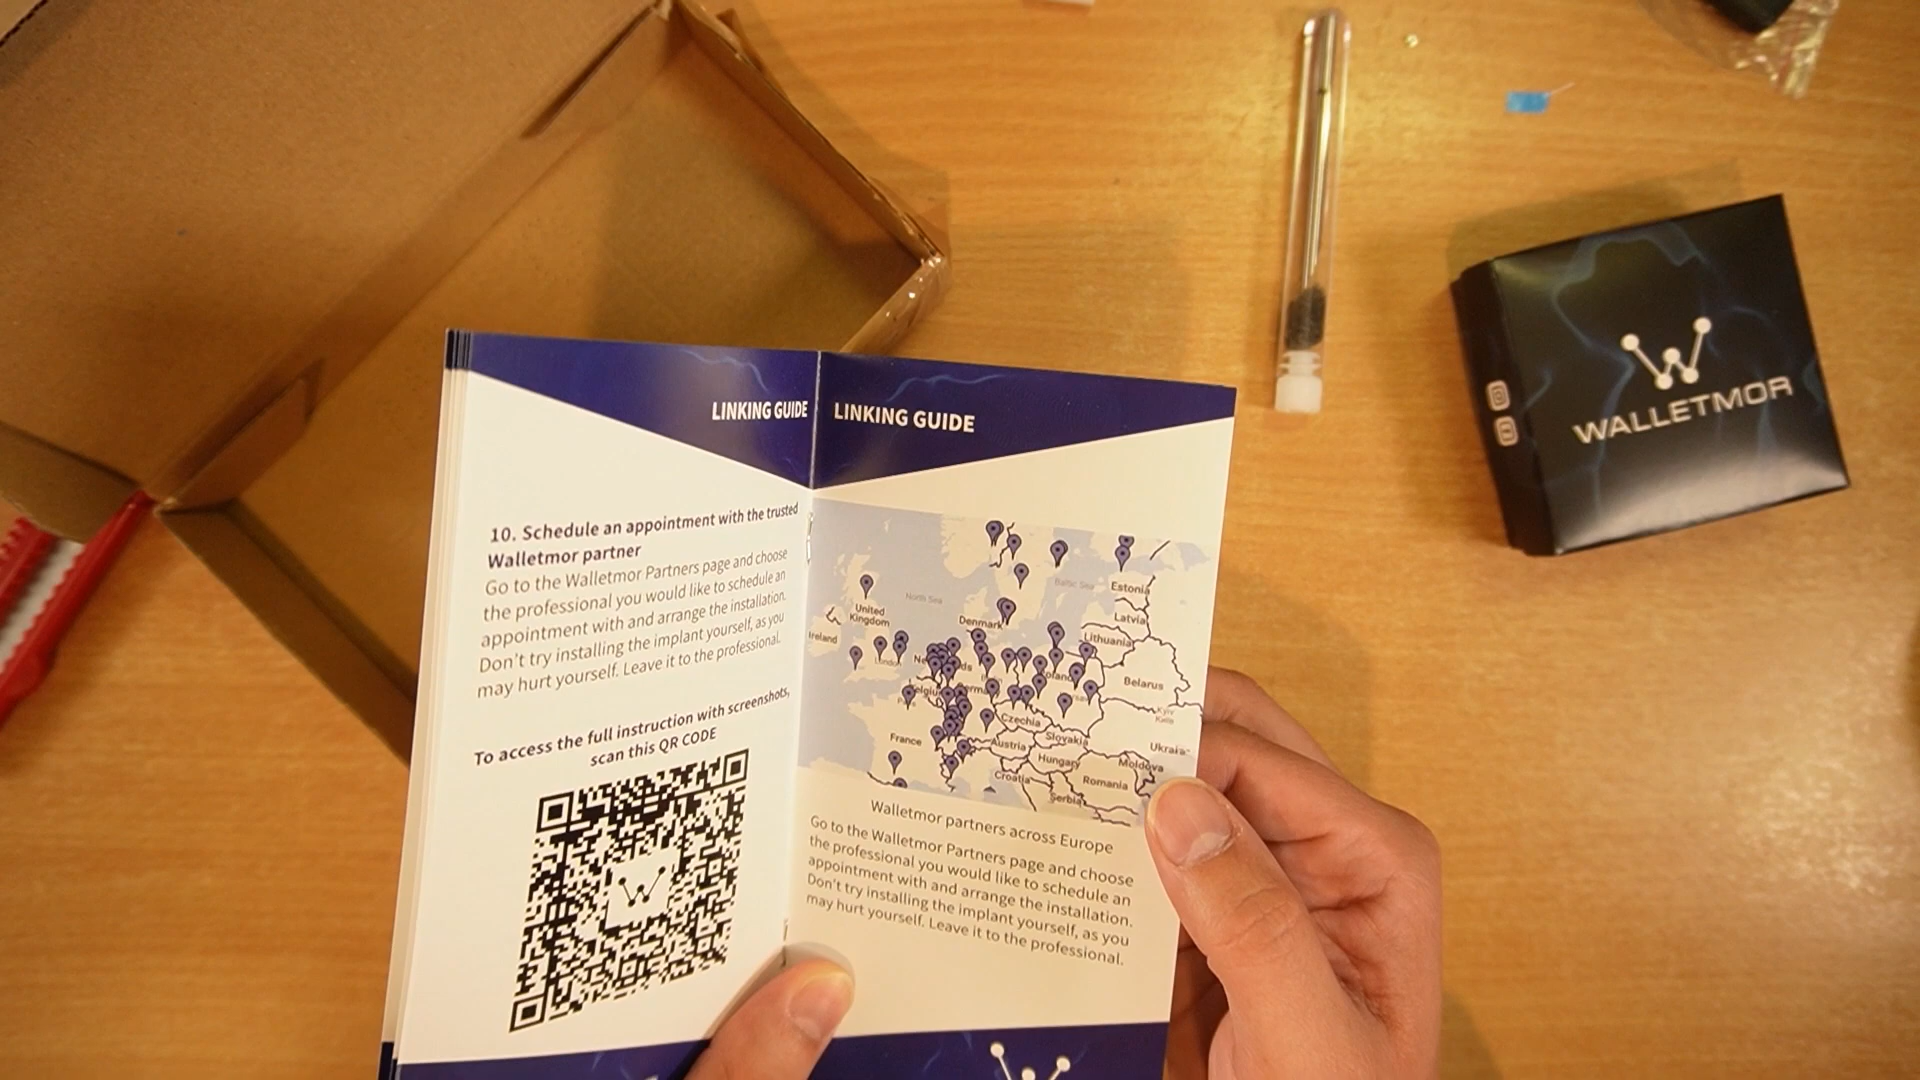 LINKING GUIDE
10. Schedule an appointment with the trusted
Walletmor partner
Go to the Walletmor Partners page and choose
the professional you would like to schedule an
appointment with and arrange the installation.
Don't try installing the implant yourself, as you
may hurt yourself. Leave it to the professional.
To access the full instruction with screenshots,
scan this QR CODE
LINKING GUIDE
North Sea
Baltic Sea
Estonia
United
Kingdom
Denmark
Latvia
Ireland
Lithuania
London
Belarus
Paris
Czechia
Kyiv
France
Slovakia
Austria
Hungary
Moldova
Croatia
Romania
Serbia
Walletmor partners across Europe
Go to the Walletmor Partners page and choose
the professional you would like to schedule an
appointment with and arrange the installation.
Don't try installing the implant yourself, as you
may hurt yourself. Leave it to the professional.
WALLETMOR